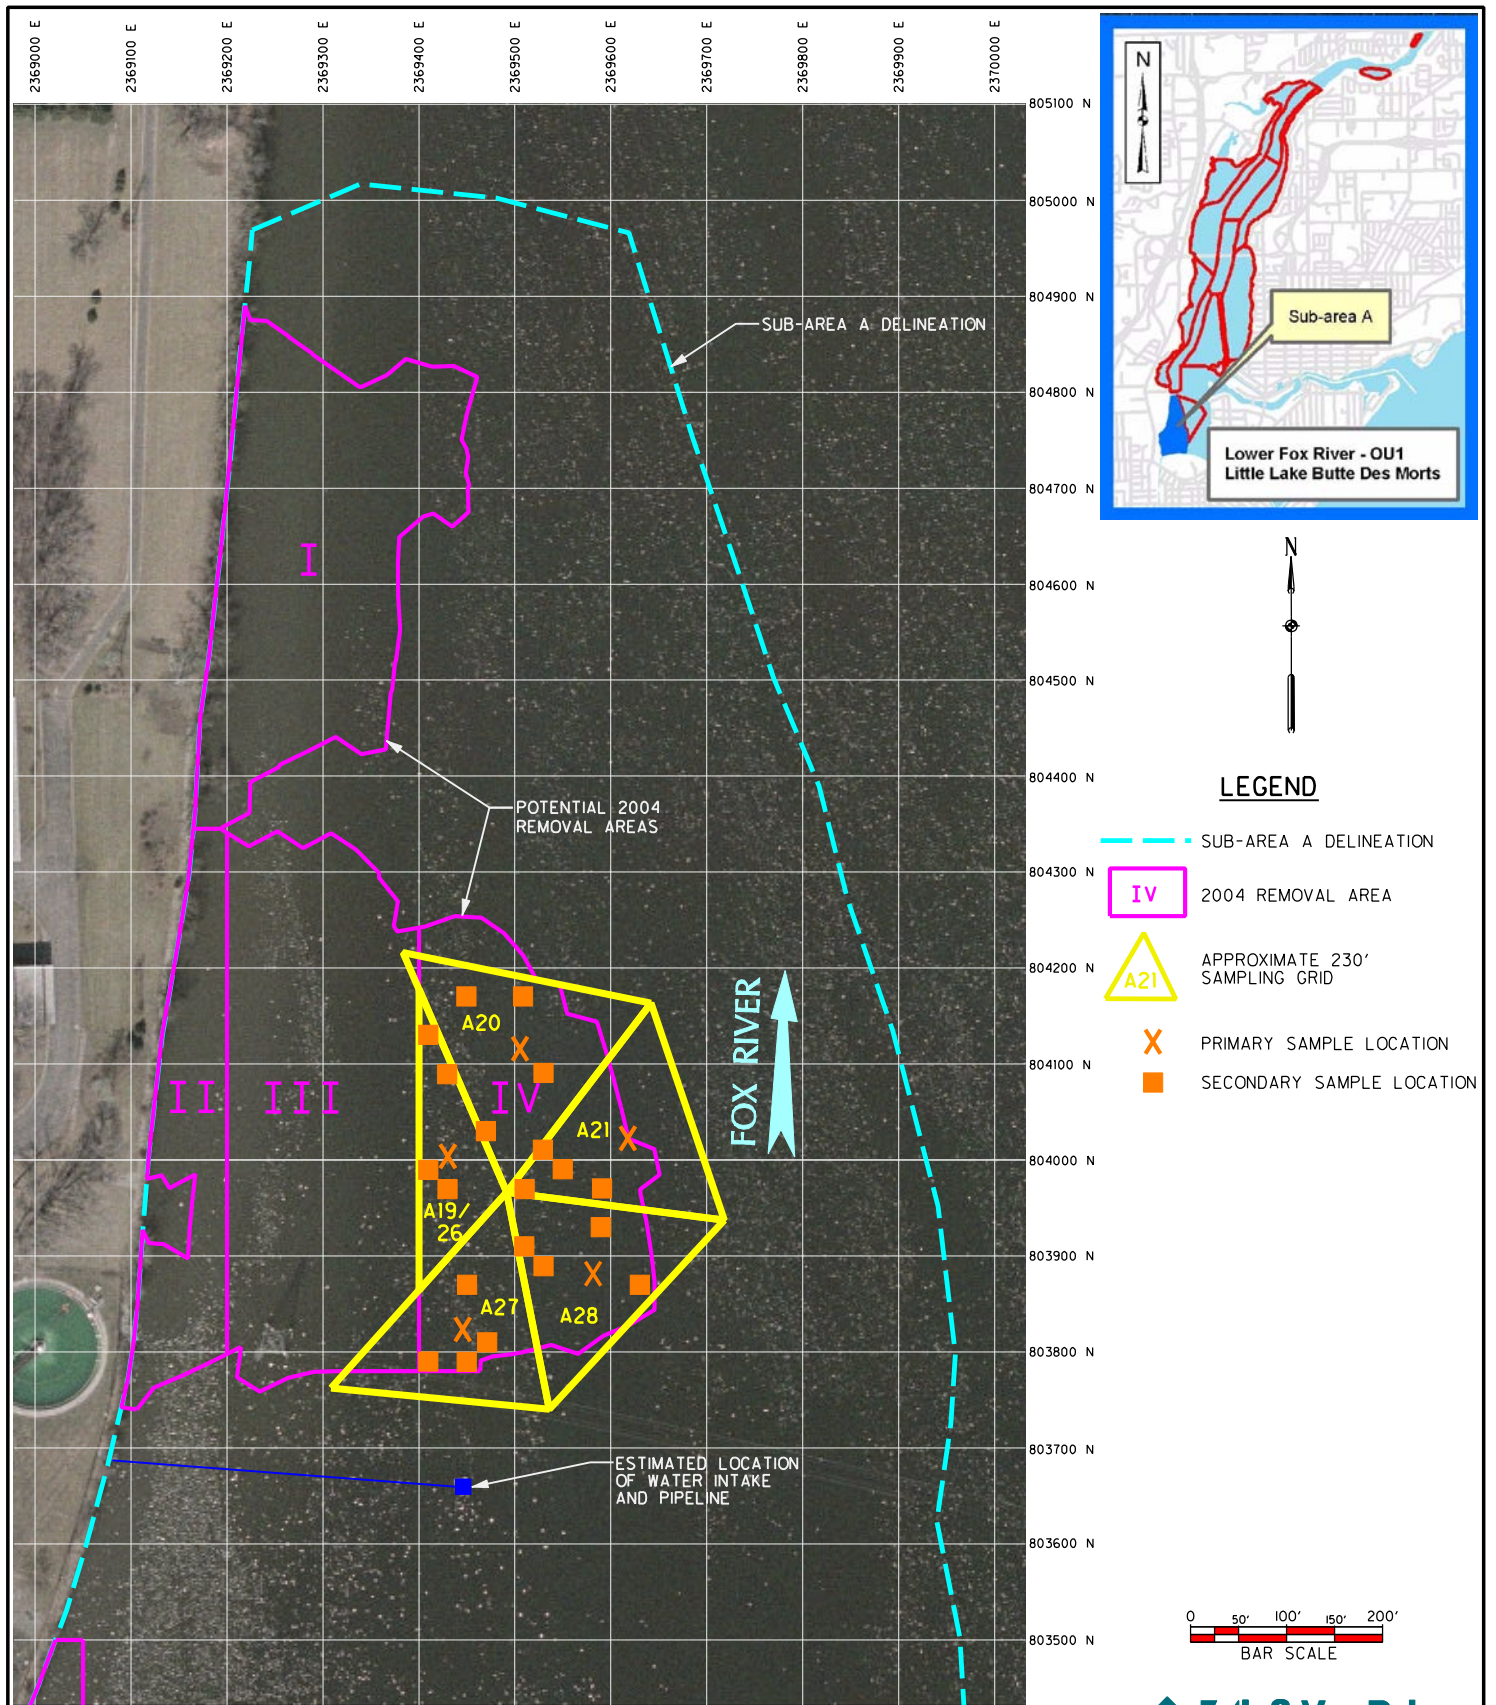 2369000 E
2369100 E
2369200 E
2369300 E
2369400 E
2369500 E
2369600 E
2369700 E
2369800 E
2369900 E
2370000 E
805100 N
805000 N
804900 N
804800 N
804700 N
804600 N
804500 N
804400 N
804300 N
804200 N
804100 N
804000 N
803900 N
803800 N
803700 N
803600 N
803500 N
SUB-AREA A DELINEATION
I
POTENTIAL 2004
REMOVAL AREAS
II
III
IV
A20
A21
A19/
26
A27
A28
FOX RIVER
ESTIMATED LOCATION
OF WATER INTAKE
AND PIPELINE
N
Sub-area A
Lower Fox River - OU1
Little Lake Butte Des Morts
N
LEGEND
SUB-AREA A DELINEATION
IV
2004 REMOVAL AREA
A21
APPROXIMATE 230'
SAMPLING GRID
PRIMARY SAMPLE LOCATION
SECONDARY SAMPLE LOCATION
0 50' 100' 150' 200'
BAR SCALE